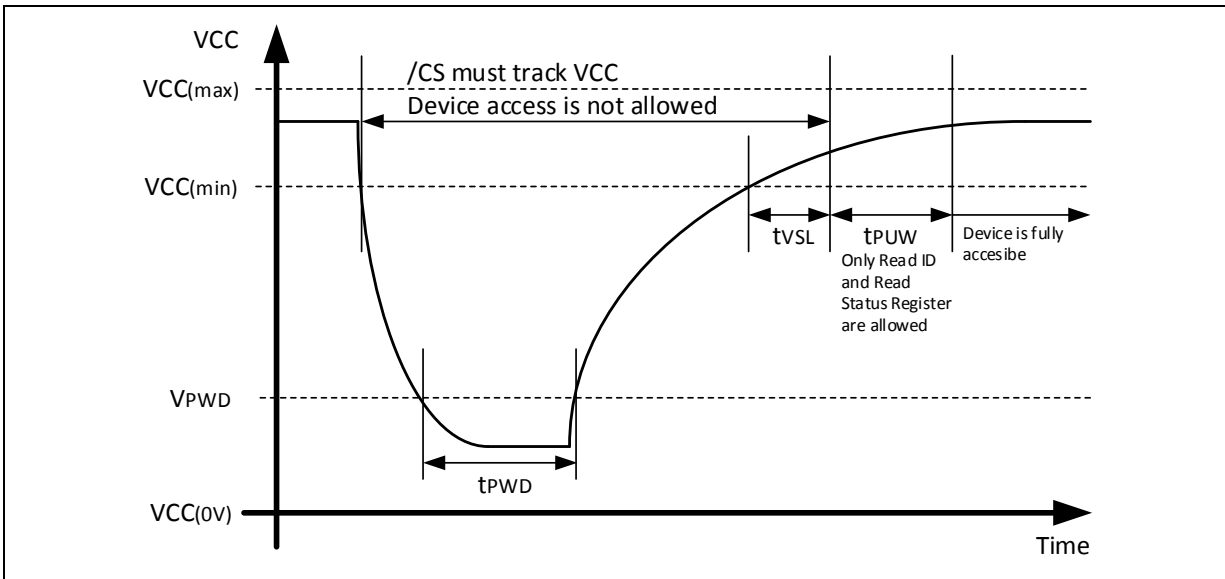 VCC
/CS must track VCC
VCC(max)
Device access is not allowed
VCC(min)
tVSL
tPUW
Device is fully
accesibe
Only Read ID
and Read
Status Register
are allowed
VPWD
tPWD
VCC(0V)
Time